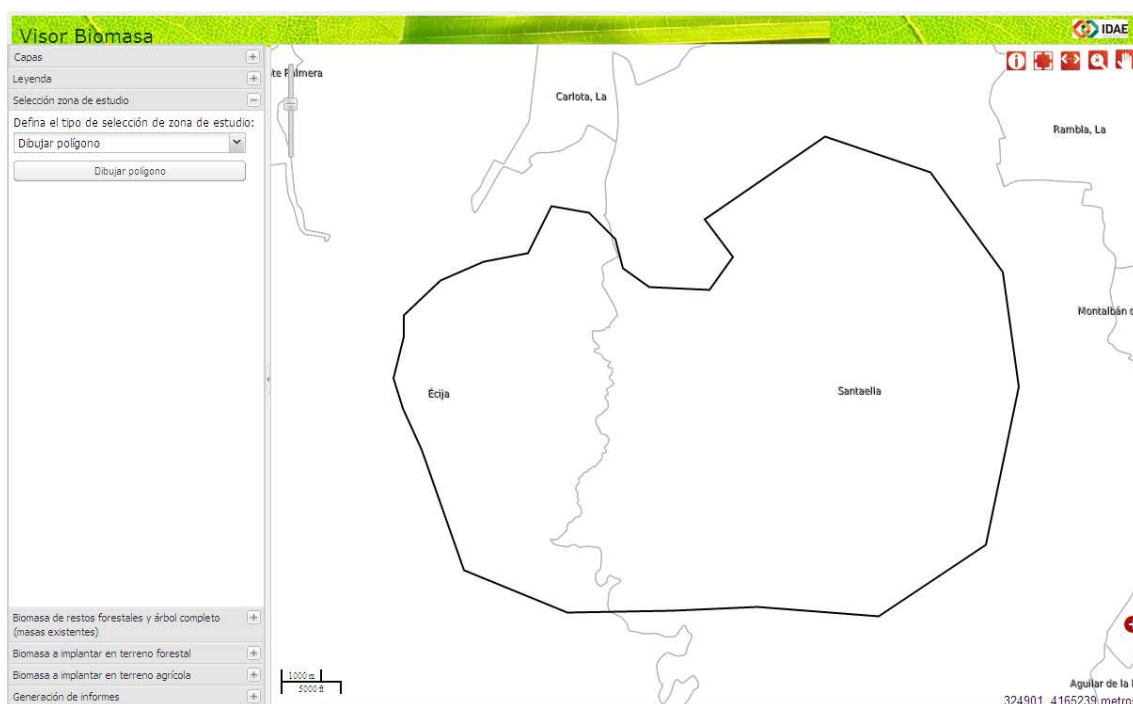 Visor Biomasa
IDAE
Capas
Leyenda
Selección zona de estudio
Defina el tipo de selección de zona de estudio:
Dibujar polígono
Dibujar polígono
Biomasa de restos forestales y árbol completo
(masas existentes)
Biomasa a implantar en terreno forestal
Biomasa a implantar en terreno agrícola
Generación de informes
te Palmera
Carlota, La
Rambla, La
Montalbán d
Écija
Santaella
1000 m
5000 ft
Aguilar de la
324901, 4165239 metros